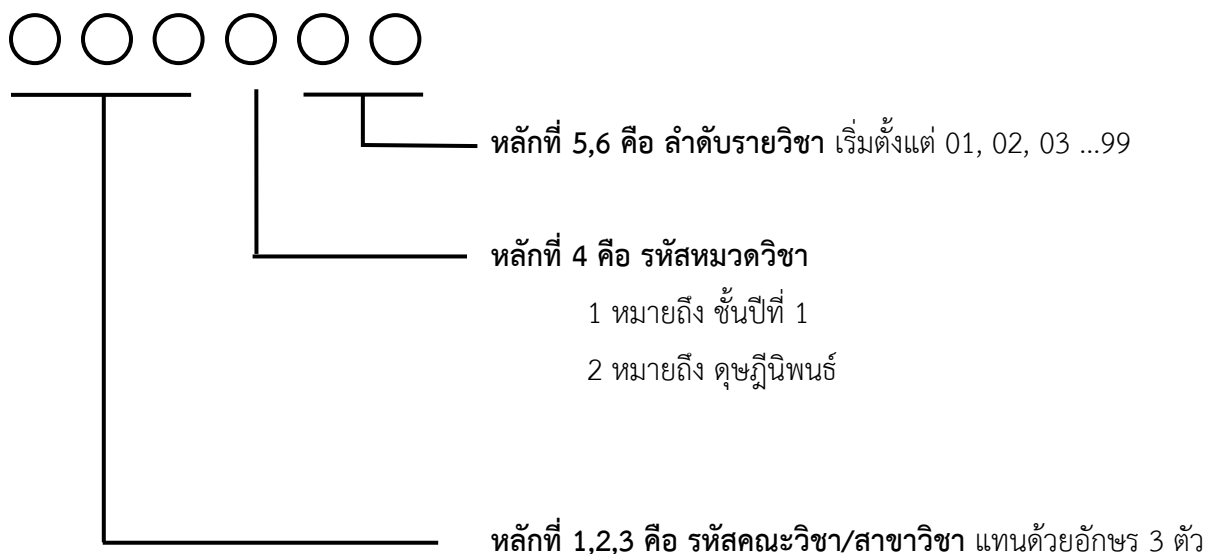 หลักที่ 5,6 คือ ลำดับรายวิชา เริ่มตั้งแต่ 01, 02, 03 ...99
หลักที่ 4 คือ รหัสหมวดวิชา
1 หมายถึง ชั้นปีที่ 1
2 หมายถึง ดุษฎีนิพนธ์
หลักที่ 1,2,3 คือ รหัสคณะวิชา/สาขาวิชา แทนด้วยอักษร 3 ตัว